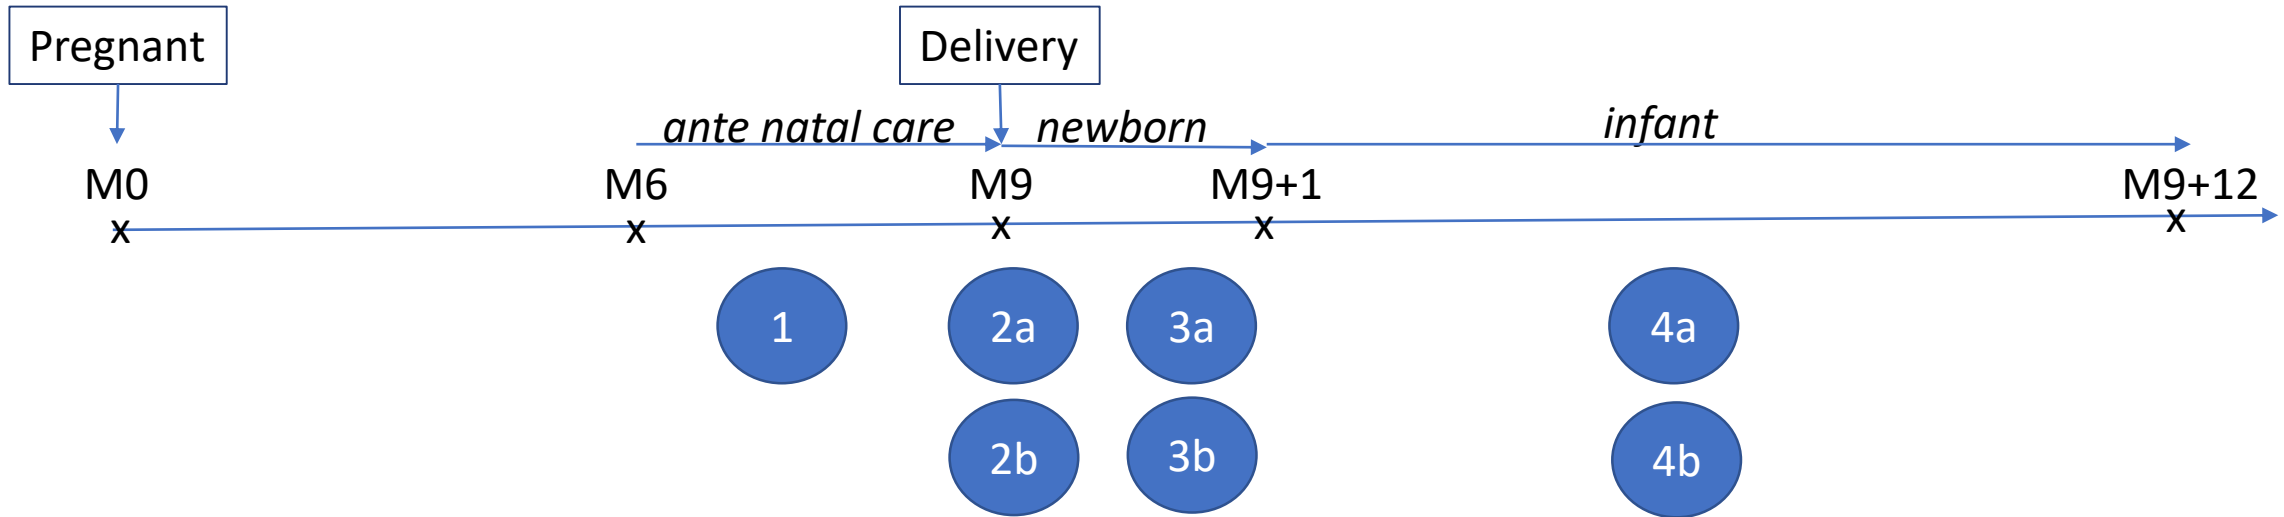 Pregnant
Delivery
ante natal care
newborn
infant
M0
M6
M9
M9+1
M9+12
x
x
x
x
x
1
2a
3a
4a
2b
3b
4b